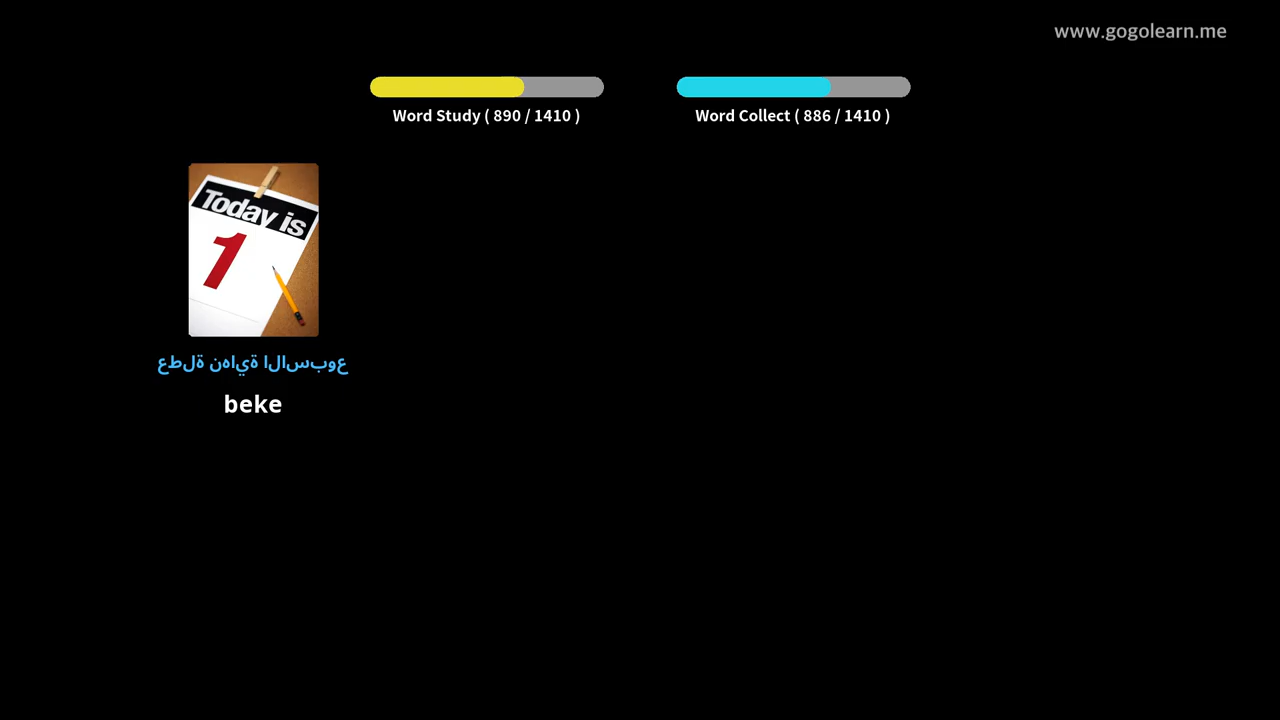 www.gogolearn.me
Word Study ( 890 / 1410 )
Word Collect ( 886 / 1410 )
Today is
1
عطلة نهاية الاسبوع
beke